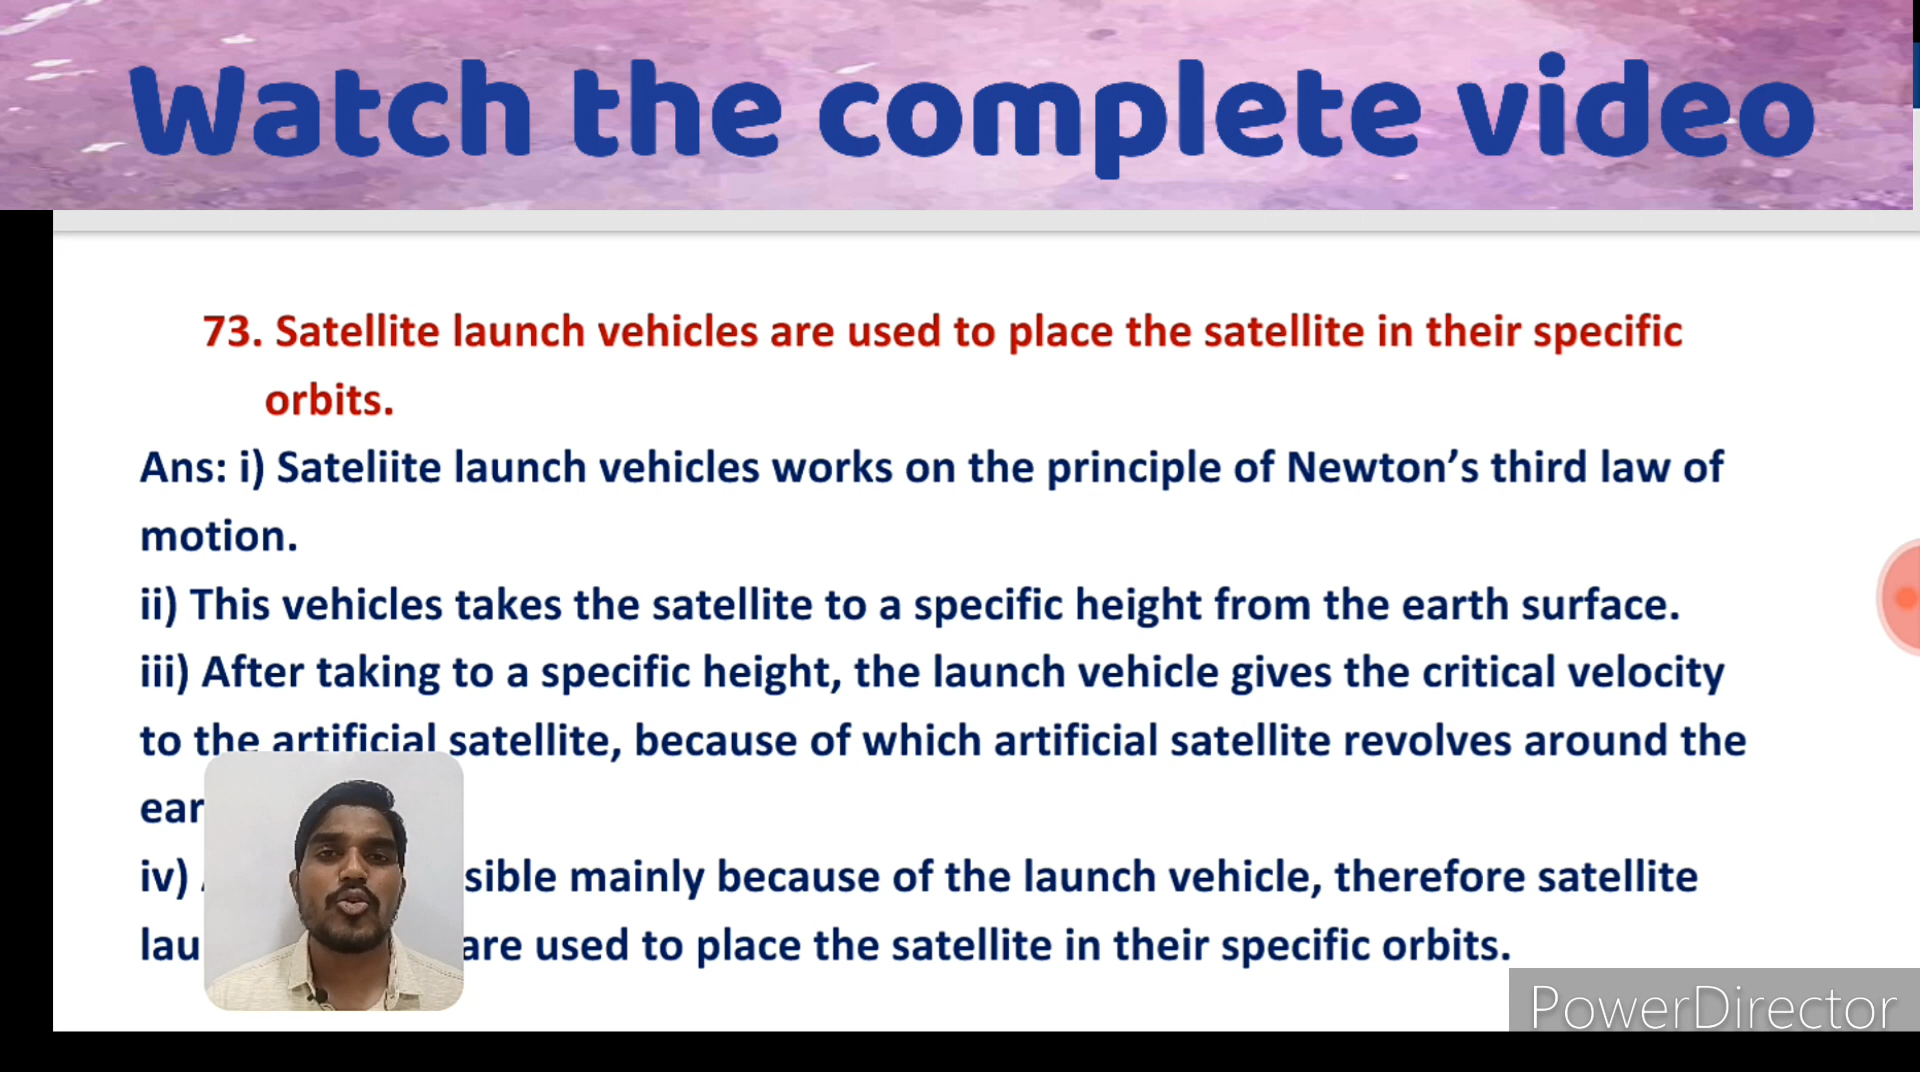 Watch the complete video
73. Satellite launch vehicles are used to place the satellite in their specific
orbits.
Ans: i) Sateliite launch vehicles works on the principle of Newton’s third law of
motion.
ii) This vehicles takes the satellite to a specific height from the earth surface.
iii) After taking to a specific height, the launch vehicle gives the critical velocity
to the artificial satellite, because of which artificial satellite revolves around the
iv) mainly because of the launch vehicle, therefore satellite
are used to place the satellite in their specific orbits.
PowerDirector